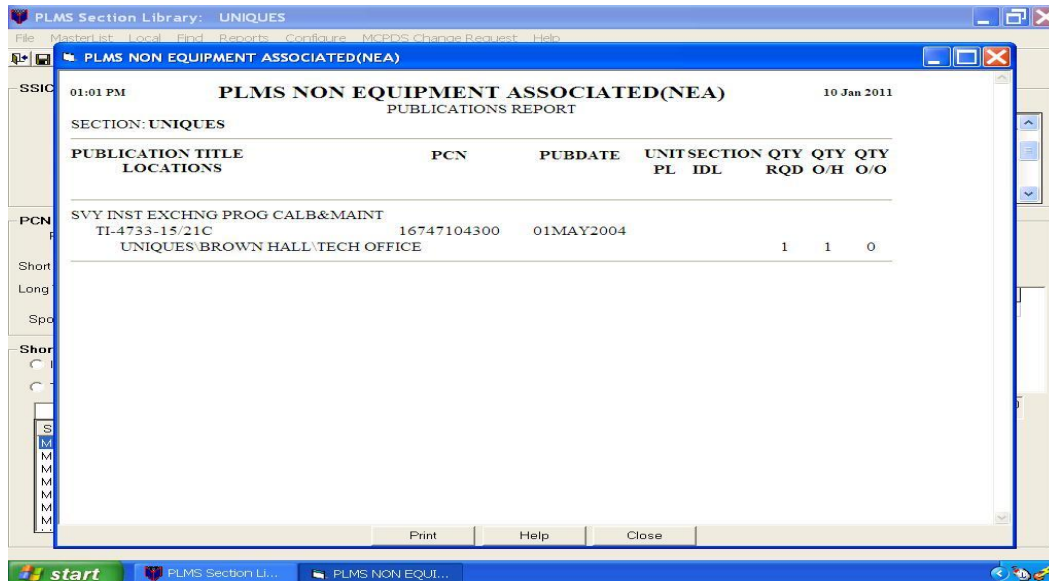 PLMS Section Library: UNIQUES
File MasterList Local Find Reports Configure MCPDS Change Request Help
PLMS NON EQUIPMENT ASSOCIATED(NEA)
SSIC
01:01 PM PLMS NON EQUIPMENT ASSOCIATED(NEA) 10 Jan 2011
PUBLICATIONS REPORT
SECTION: UNIQUES
PUBLICATION TITLE PCN PUBDATE UNIT SECTION QTY QTY QTY
LOCATIONS PL IDL RQD O/H O/O
SVY INST EXCHNG PROG CALB&MAINT
TI-4733-15/21C 16747104300 01MAY2004
UNIQUES\BROWN HALL\TECH OFFICE 1 1 0
PCN
Short
Long
Spo
Shor
S
M
M
M
M
M
M
M
Print Help Close
start PLMS Section Li... PLMS NON EQUI...